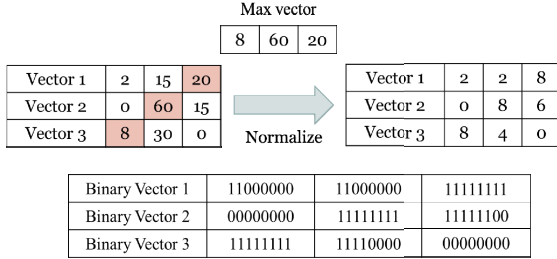 Max vector
8 60 20
Vector 1 2 15 20
Vector 2 0 60 15
Vector 3 8 30 0
Normalize
Vector 1 2 2 8
Vector 2 0 8 6
Vector 3 8 4 0
Binary Vector 1 11000000 11000000 11111111
Binary Vector 2 00000000 11111111 11111100
Binary Vector 3 11111111 11110000 00000000